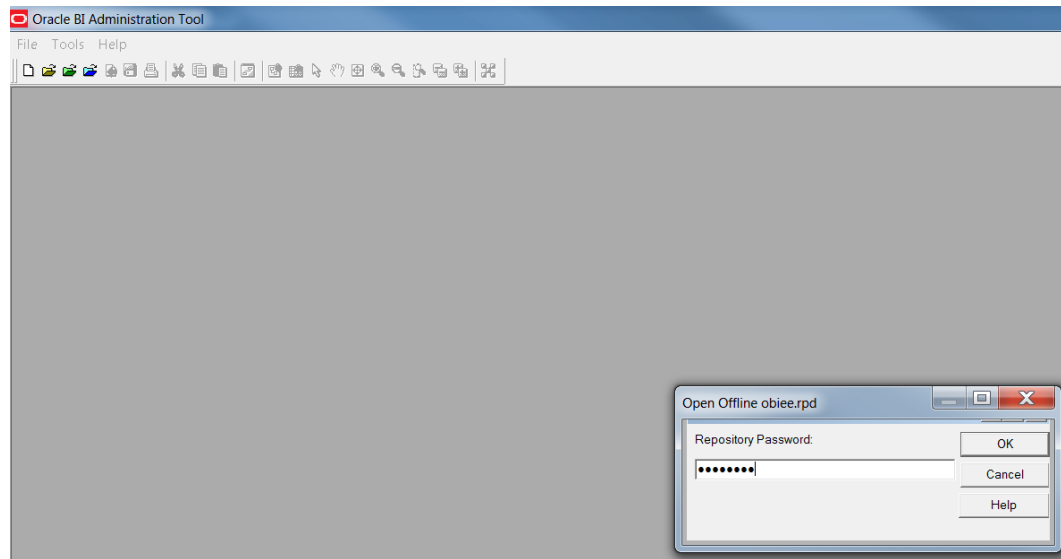 Oracle BI Administration Tool
File Tools Help
Open Offline obiee.rpd
Repository Password:
OK
••••••••
Cancel
Help